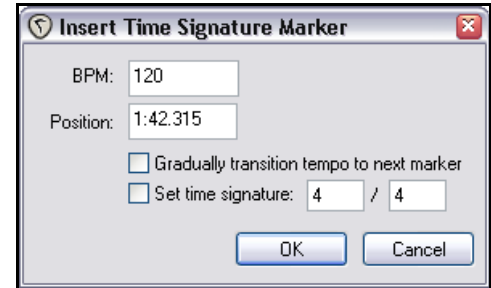 Insert Time Signature Marker
BPM: 120
Position: 1:42.315
Gradually transition tempo to next marker
Set time signature: 4 / 4
OK Cancel